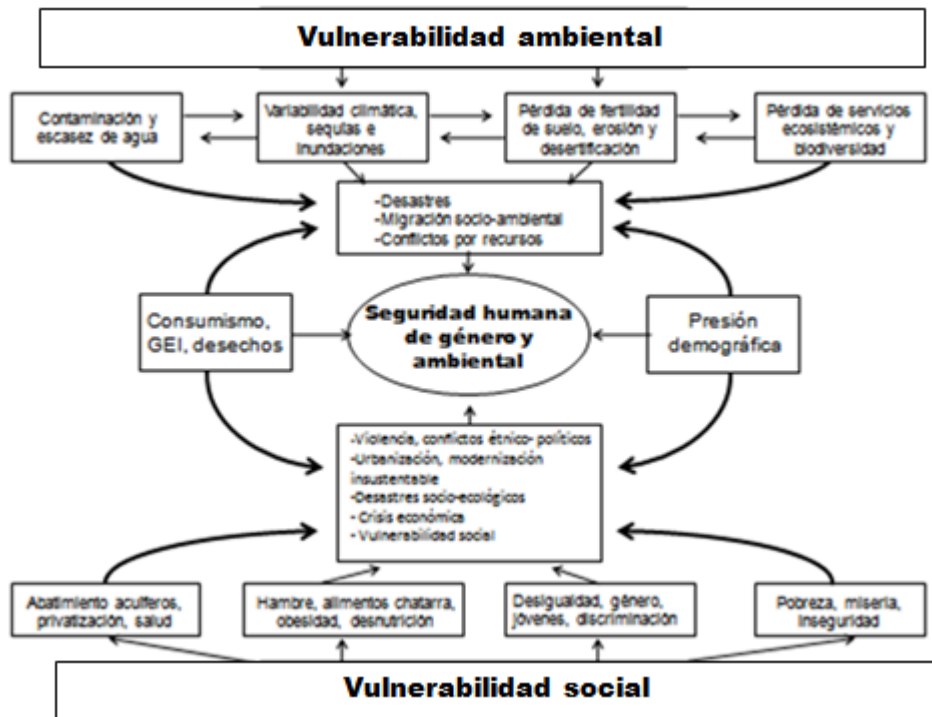 Vulnerabilidad ambiental
Contaminación y
escasez de agua
Variabilidad climática,
sequías e
inundaciones
Pérdida de fertilidad
de suelo, erosión y
desertificación
Pérdida de servicios
ecosistémicos y
biodiversidad
-Desastres
-Migración socio-ambiental
-Conflictos por recursos
Consumismo,
GEI, desechos
Seguridad humana
de género y
ambiental
Presión
demográfica
-Violencia, conflictos étnico- políticos
-Urbanización, modernización
insustentable
-Desastres socio-ecológicos
- Crisis económica
- Vulnerabilidad social
Abatimiento acuíferos,
privatización, salud
Hambre, alimentos chatarra,
obesidad, desnutrición
Desigualdad, género,
jóvenes, discriminación
Pobreza, miseria,
inseguridad
Vulnerabilidad social